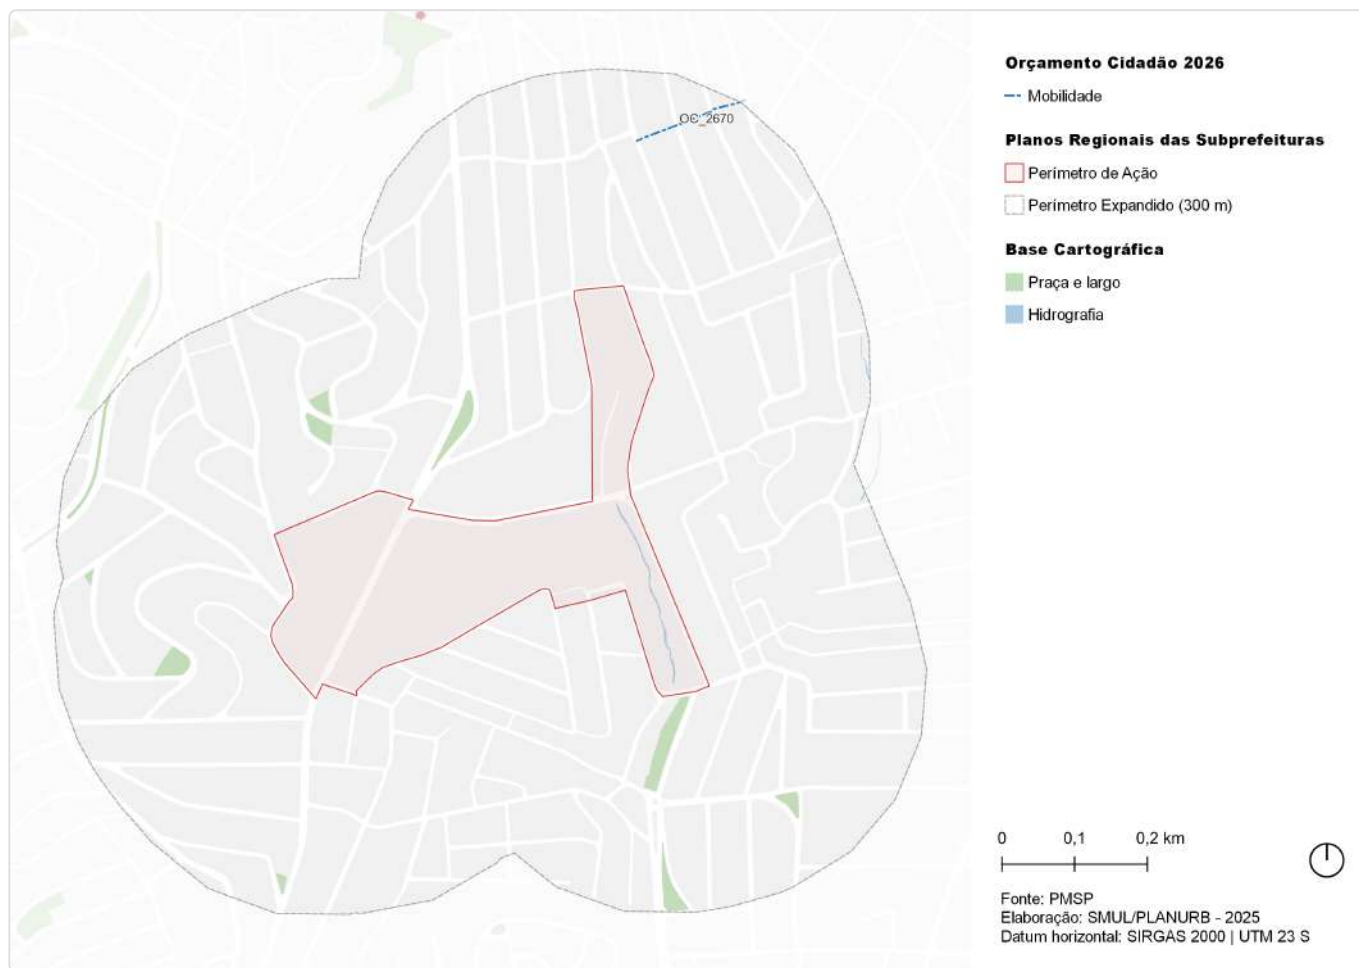 OC_2670
Orçamento Cidadão 2026
Mobilidade
Planos Regionais das Subprefeituras
Perímetro de Ação
Perímetro Expandido (300 m)
Base Cartográfica
Praça e largo
Hidrografia
0 0,1 0,2 km
Fonte: PMSP
Elaboração: SMUL/PLANURB - 2025
Datum horizontal: SIRGAS 2000 | UTM 23 S